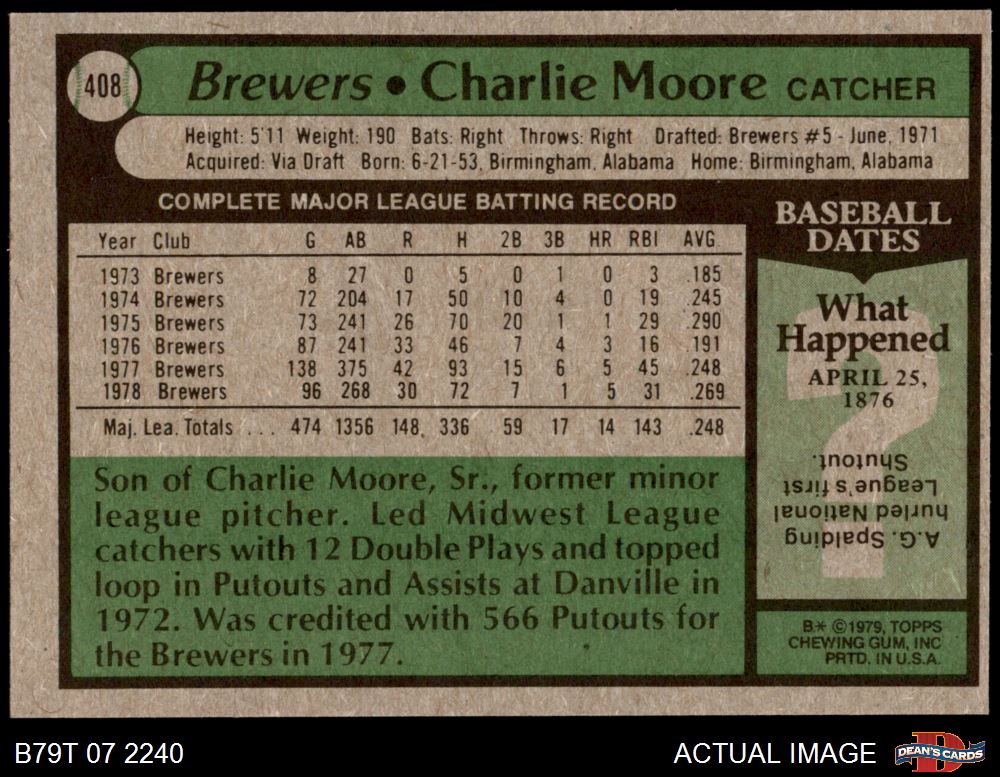 408
Brewers • Charlie Moore CATCHER
Height: 5'11 Weight: 190 Bats: Right Throws: Right Drafted: Brewers #5 - June, 1971
Acquired: Via Draft Born: 6-21-53, Birmingham, Alabama Home: Birmingham, Alabama
COMPLETE MAJOR LEAGUE BATTING RECORD
Year Club G AB R H 2B 3B HR RBI AVG.
1973 Brewers 8 27 0 5 0 1 0 3 .185
1974 Brewers 72 204 17 50 10 4 0 19 .245
1975 Brewers 73 241 26 70 20 1 1 29 .290
1976 Brewers 87 241 33 46 7 4 3 16 .191
1977 Brewers 138 375 42 93 15 6 5 45 .248
1978 Brewers 96 268 30 72 7 1 5 31 .269
Maj. Lea. Totals . . . 474 1356 148 336 59 17 14 143 .248
Son of Charlie Moore, Sr., former minor
league pitcher. Led Midwest League
catchers with 12 Double Plays and topped
loop in Putouts and Assists at Danville in
1972. Was credited with 566 Putouts for
the Brewers in 1977.
BASEBALL
DATES
What
Happened
APRIL 25,
1876
A.G. Spalding
hurled National
League's first
Shutout.
B* ©1979, TOPPS
CHEWING GUM, INC
PRTD. IN U.S.A.
B79T 07 2240
ACTUAL IMAGE
DEAN'S CARDS